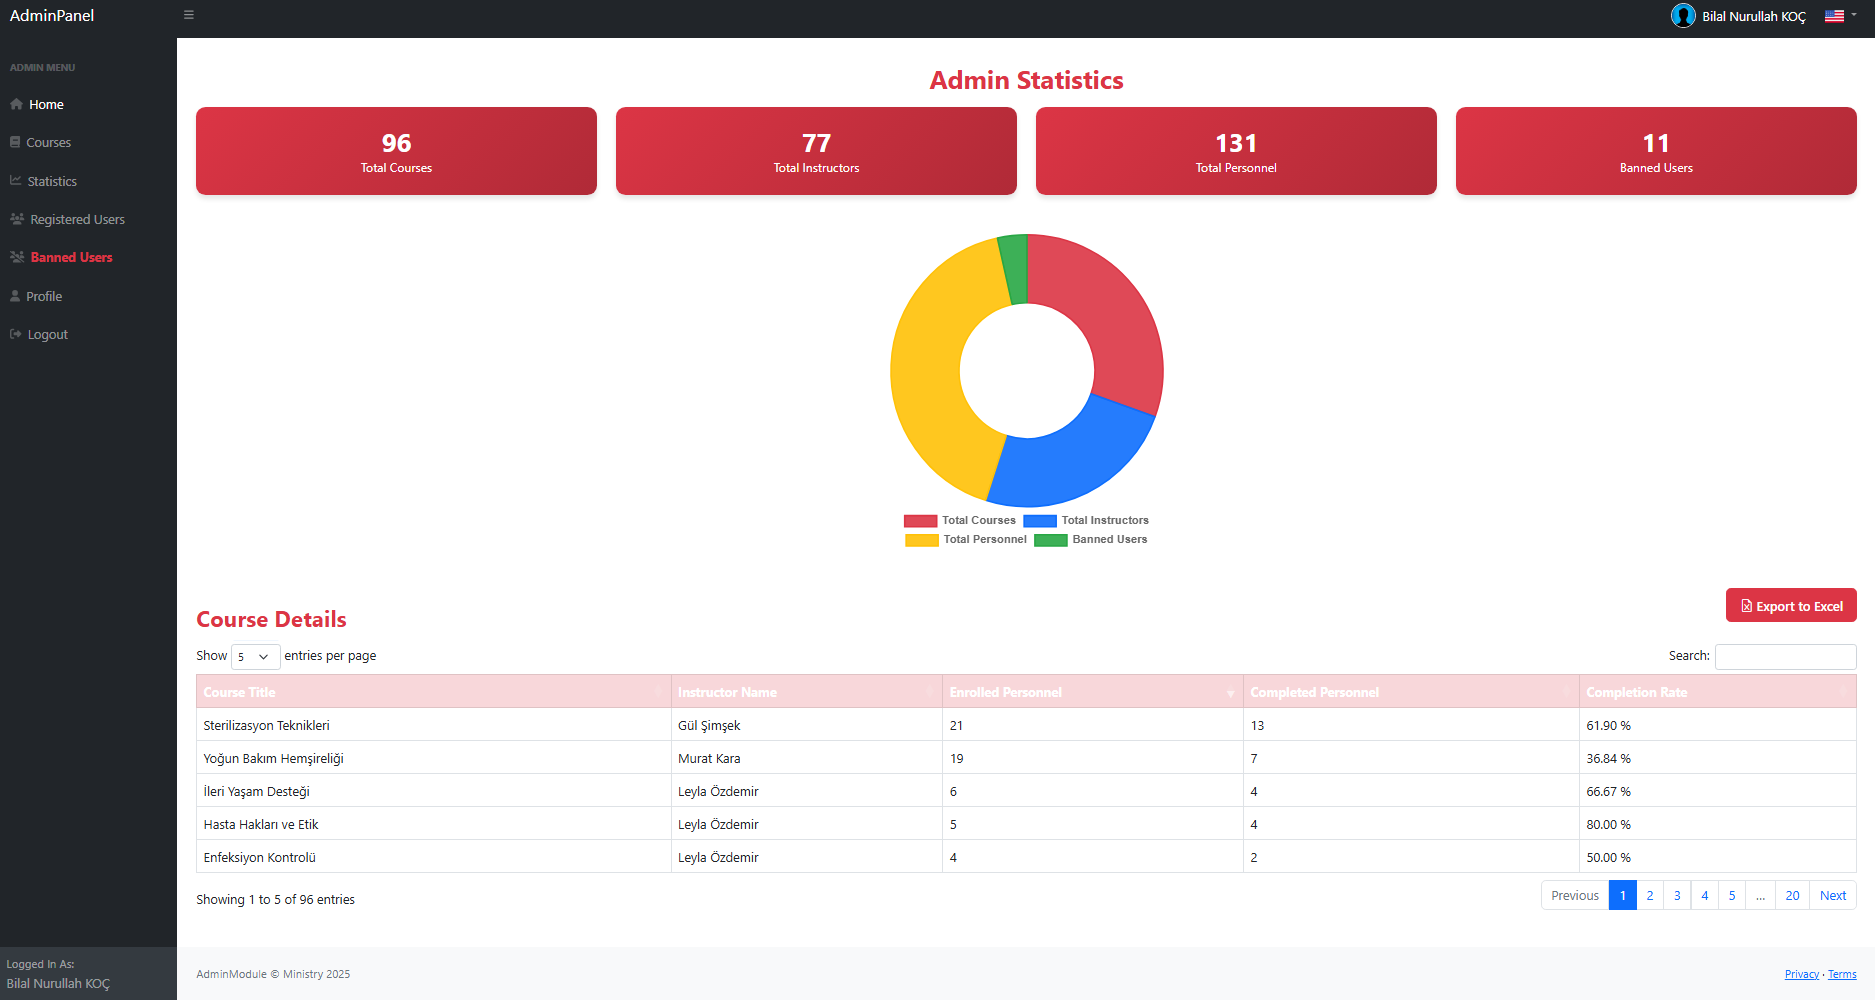 AdminPanel
Bilal Nurullah KOÇ
ADMIN MENU
Home
Courses
Statistics
Registered Users
Banned Users
Profile
Logout
Logged In As:
Bilal Nurullah KOÇ
Admin Statistics
96
Total Courses
77
Total Instructors
131
Total Personnel
11
Banned Users
Total Courses Total Instructors
Total Personnel Banned Users
Export to Excel
Course Details
Show 5 entries per page
Search:
Course Title Instructor Name Enrolled Personnel Completed Personnel Completion Rate
Sterilizasyon Teknikleri Gül Şimşek 21 13 61.90 %
Yoğun Bakım Hemşireliği Murat Kara 19 7 36.84 %
İleri Yaşam Desteği Leyla Özdemir 6 4 66.67 %
Hasta Hakları ve Etik Leyla Özdemir 5 4 80.00 %
Enfeksiyon Kontrolü Leyla Özdemir 4 2 50.00 %
Showing 1 to 5 of 96 entries
Previous 1 2 3 4 5 ... 20 Next
AdminModule © Ministry 2025
Privacy · Terms